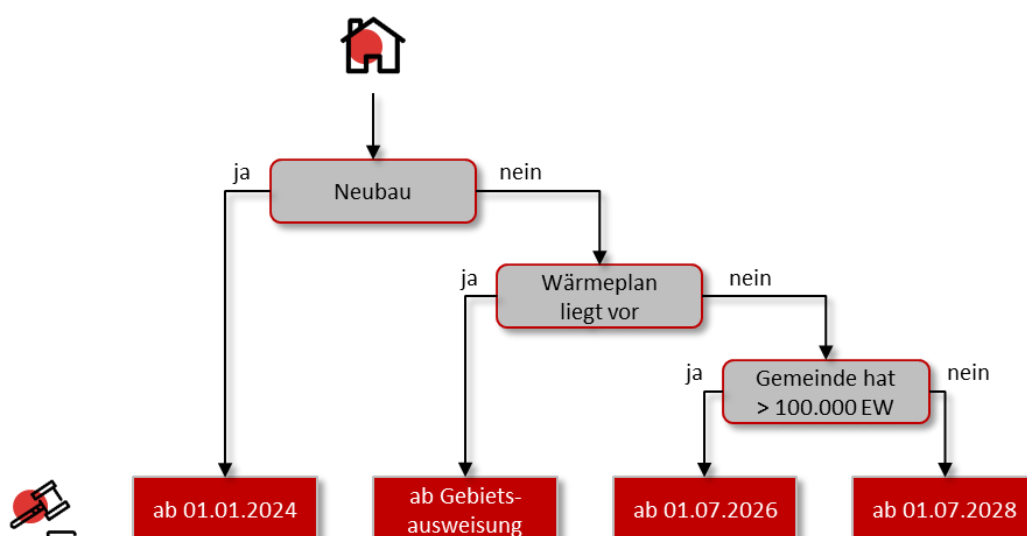 ja
Neubau
nein
ja
Wärmeplan
liegt vor
nein
ja
Gemeinde hat
> 100.000 EW
nein
ab 01.01.2024
ab Gebiets-
ausweisung
ab 01.07.2026
ab 01.07.2028